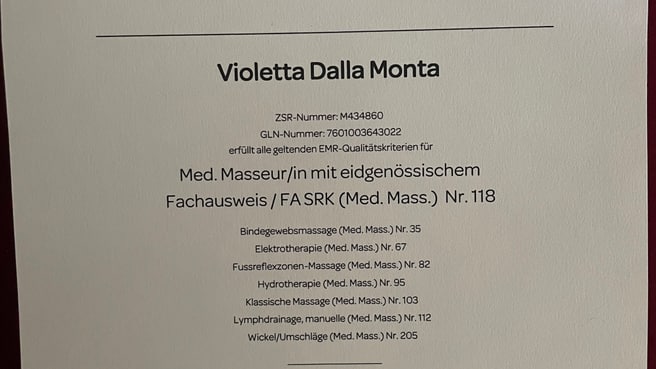 Violetta Dalla Monta
ZSR-Nummer: M434860
GLN-Nummer: 7601003643022
erfüllt alle geltenden EMR-Qualitätskriterien für
Med. Masseur/in mit eidgenössischem
Fachausweis / FA SRK (Med. Mass.) Nr. 118
Bindegewebsmassage (Med. Mass.) Nr. 35
Elektrotherapie (Med. Mass.) Nr. 67
Fussreflexzonen-Massage (Med. Mass.) Nr. 82
Hydrotherapie (Med. Mass.) Nr. 95
Klassische Massage (Med. Mass.) Nr. 103
Lymphdrainage, manuelle (Med. Mass.) Nr. 112
Wickel/Umschläge (Med. Mass.) Nr. 205